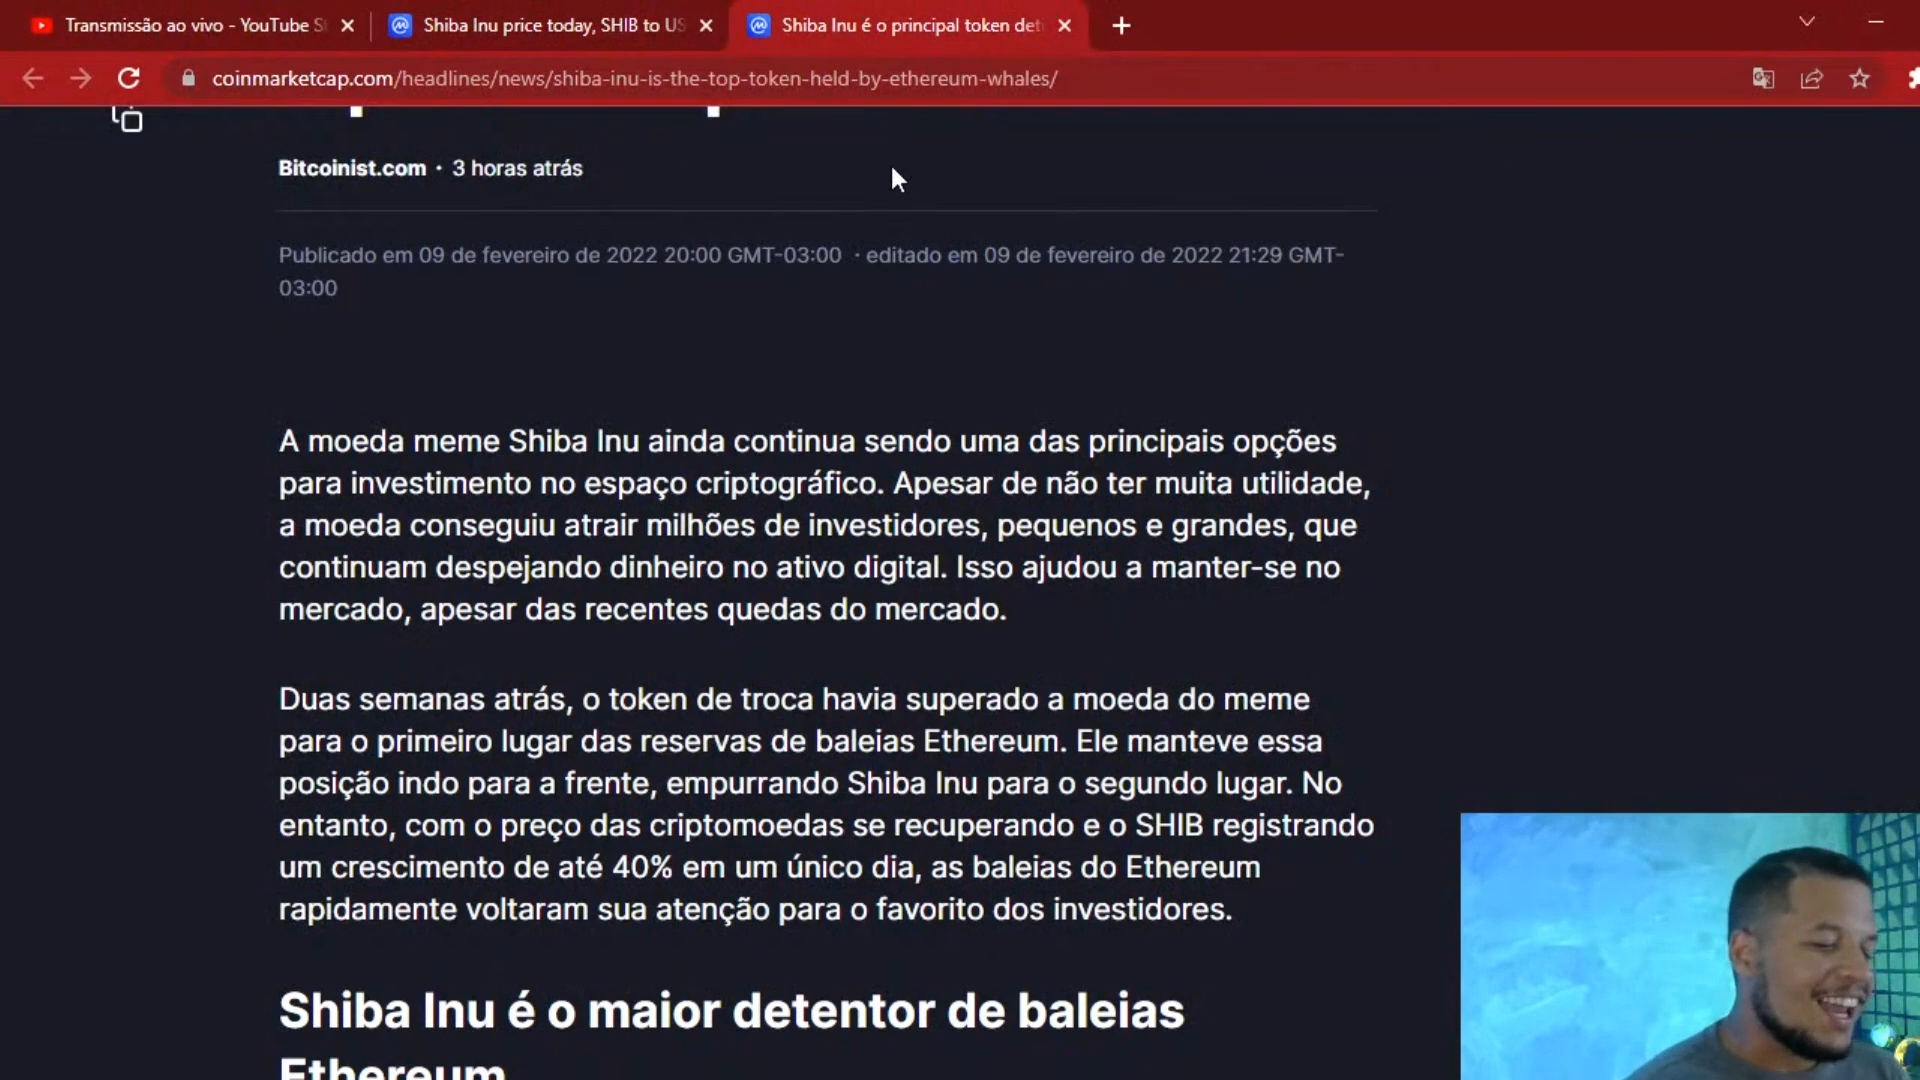 Transmissão ao vivo - YouTube S
Shiba Inu price today, SHIB to US
Shiba Inu é o principal token det
coinmarketcap.com/headlines/news/shiba-inu-is-the-top-token-held-by-ethereum-whales/
Bitcoinist.com · 3 horas atrás
Publicado em 09 de fevereiro de 2022 20:00 GMT-03:00 · editado em 09 de fevereiro de 2022 21:29 GMT-
03:00
A moeda meme Shiba Inu ainda continua sendo uma das principais opções
para investimento no espaço criptográfico. Apesar de não ter muita utilidade,
a moeda conseguiu atrair milhões de investidores, pequenos e grandes, que
continuam despejando dinheiro no ativo digital. Isso ajudou a manter-se no
mercado, apesar das recentes quedas do mercado.
Duas semanas atrás, o token de troca havia superado a moeda do meme
para o primeiro lugar das reservas de baleias Ethereum. Ele manteve essa
posição indo para a frente, empurrando Shiba Inu para o segundo lugar. No
entanto, com o preço das criptomoedas se recuperando e o SHIB registrando
um crescimento de até 40% em um único dia, as baleias do Ethereum
rapidamente voltaram sua atenção para o favorito dos investidores.
Shiba Inu é o maior detentor de baleias
Ethereum